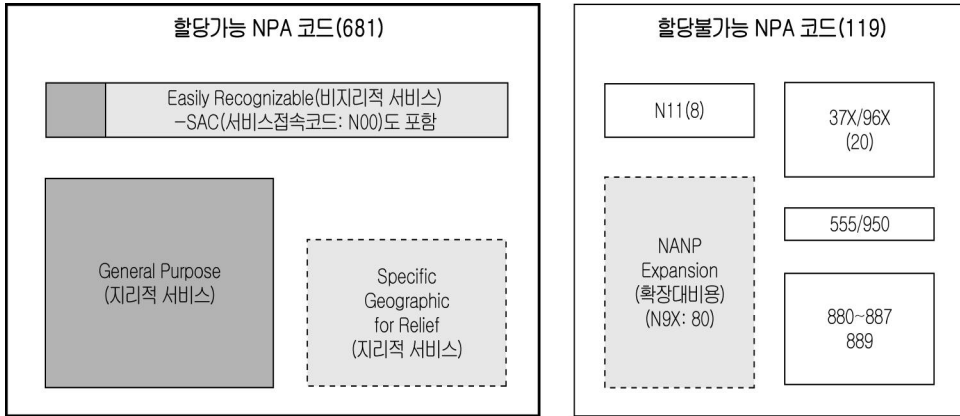 할당가능 NPA 코드(681)
Easily Recognizable(비지리적 서비스)
-SAC(서비스접속코드: N00)도 포함
General Purpose
(지리적 서비스)
Specific
Geographic
for Relief
(지리적 서비스)
할당불가능 NPA 코드(119)
N11(8)
37X/96X
(20)
NANP
Expansion
(확장대비용)
(N9X: 80)
555/950
880~887
889